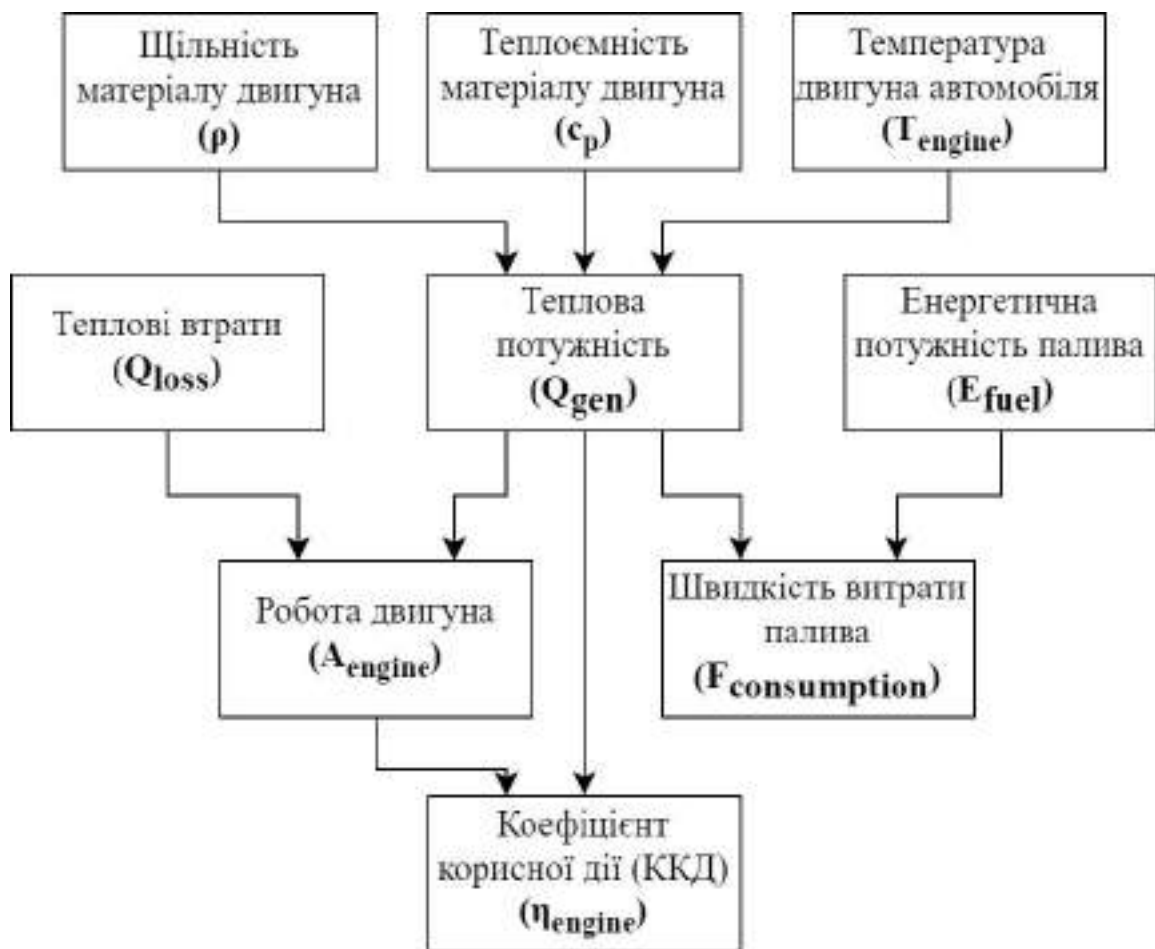 Щільність
матеріалу двигуна
(ρ)
Теплоємність
матеріалу двигуна
(cp)
Температура
двигуна автомобіля
(Tengine)
Теплові втрати
(Qloss)
Теплова
потужність
(Qgen)
Енергетична
потужність палива
(Efuel)
Робота двигуна
(Aengine)
Швидкість витрати
палива
(Fconsumption)
Коефіцієнт
корисної дії (ККД)
(ηengine)